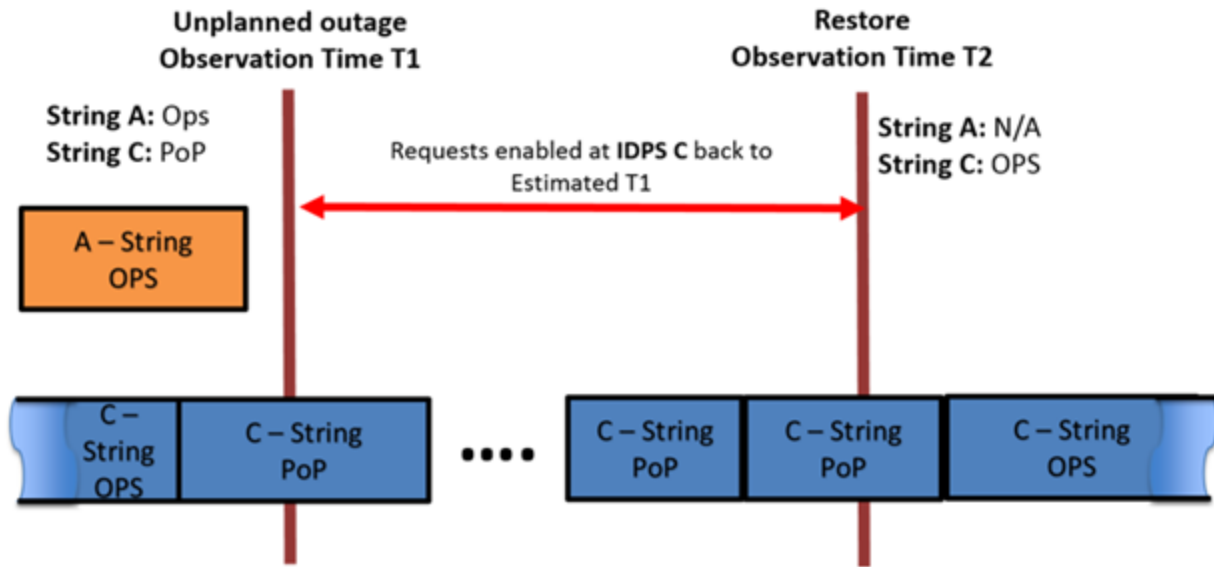 Unplanned outage
Observation Time T1
Restore
Observation Time T2
String A: Ops
String C: PoP
String A: N/A
String C: OPS
Requests enabled at IDPS C back to
Estimated T1
A – String
OPS
C –
String
OPS
C – String
PoP
C – String
PoP
C – String
PoP
C – String
OPS